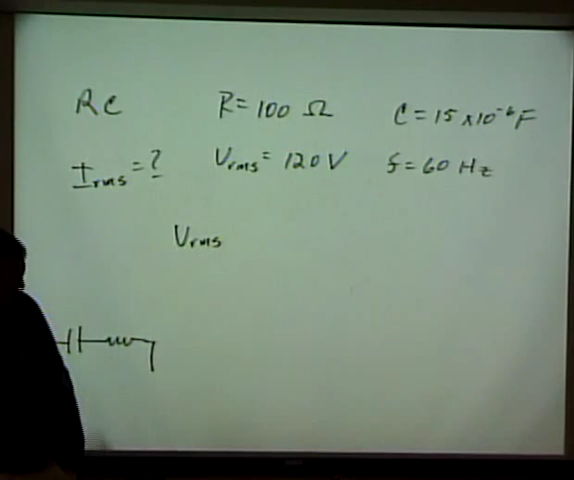 RC R = 100 Ω C = 15 x10⁻⁶ F
Irms = ? Vrms = 120 V f = 60 Hz
Vrms